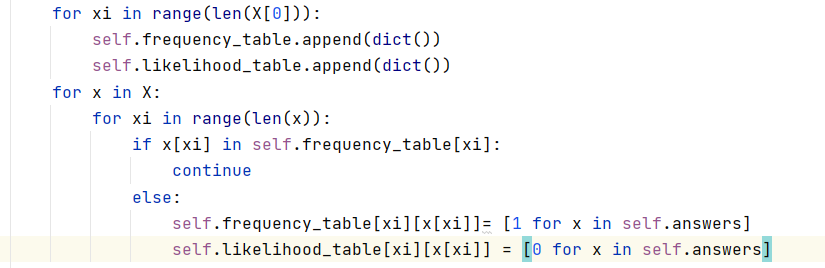 for xi in range(len(X[0])):
    self.frequency_table.append(dict())
    self.likelihood_table.append(dict())
for x in X:
    for xi in range(len(x)):
        if x[xi] in self.frequency_table[xi]:
            continue
        else:
            self.frequency_table[xi][x[xi]]= [1 for x in self.answers]
            self.likelihood_table[xi][x[xi]] = [0 for x in self.answers]